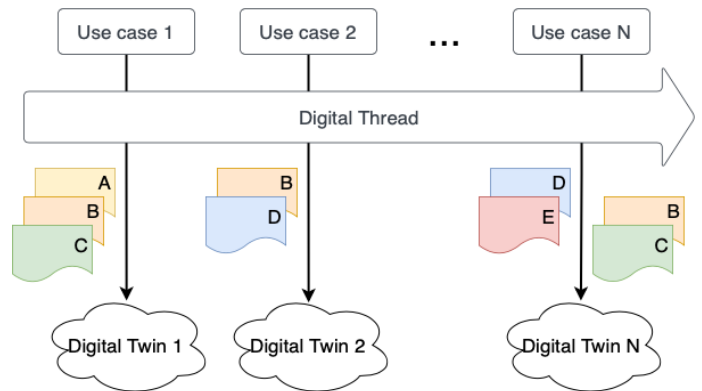 Use case 1
Use case 2
...
Use case N
Digital Thread
A
B
C
B
D
D
E
B
C
Digital Twin 1
Digital Twin 2
Digital Twin N